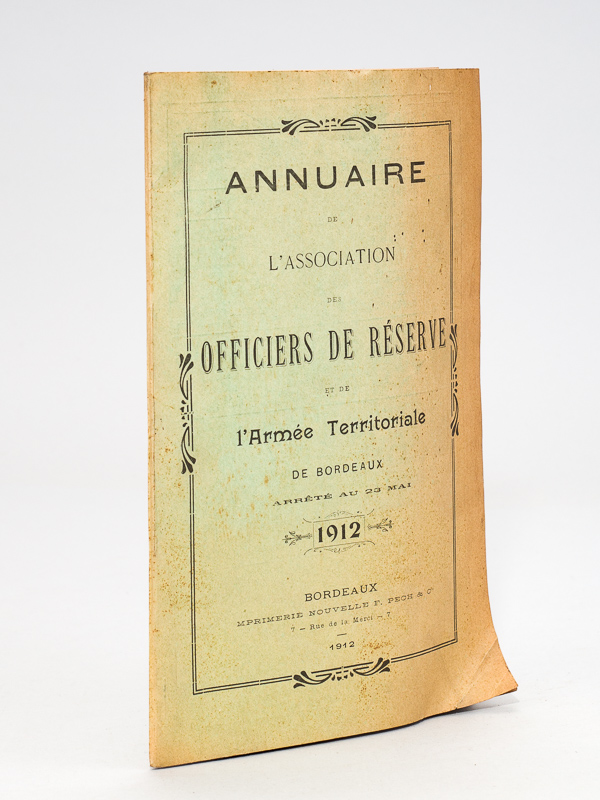 ANNUAIRE
DE
L'ASSOCIATION
DES
OFFICIERS DE RÉSERVE
ET DE
l'Armée Territoriale
DE BORDEAUX
ARRÊTÉ AU 23 MAI
1912
BORDEAUX
MPRIMERIE NOUVELLE F. PECH & Cie
7 — Rue de la Merci — 7
1912